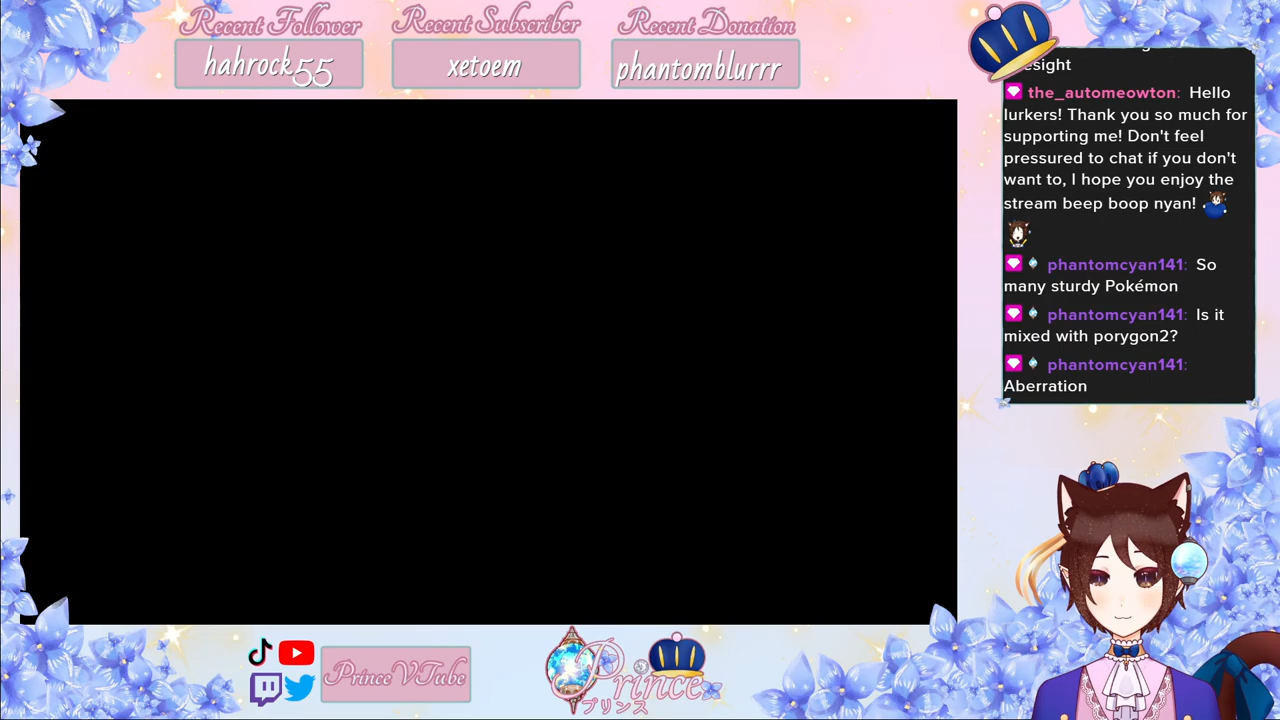 Recent Follower
Recent Subscriber
Recent Donation
hahrock55
xetoem
phantomblurrr
esight
the_automeowton: Hello
lurkers! Thank you so much for
supporting me! Don't feel
pressured to chat if you don't
want to, I hope you enjoy the
stream beep boop nyan!
phantomcyan141: So
many sturdy Pokémon
phantomcyan141: Is it
mixed with porygon2?
phantomcyan141:
Aberration
Prince VTube
Prince
プリンス